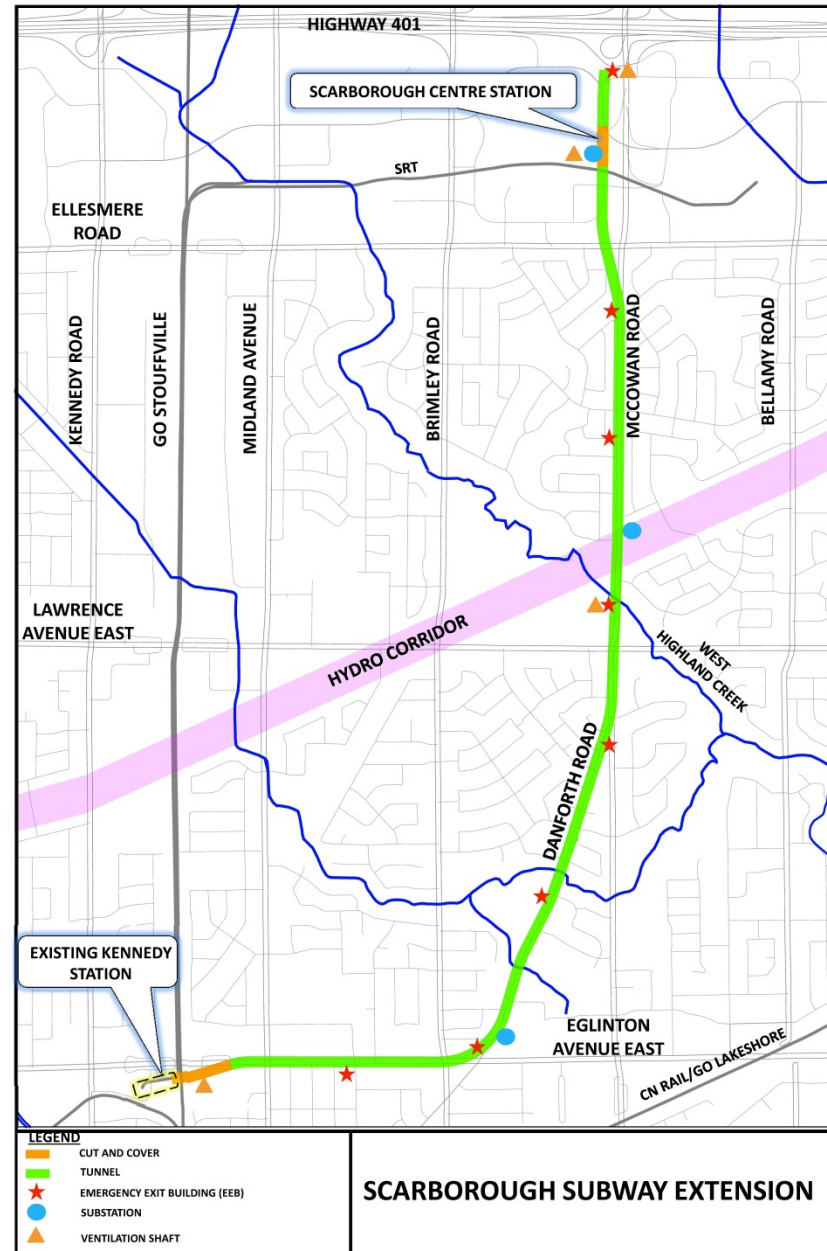 HIGHWAY 401
SCARBOROUGH CENTRE STATION
SRT
ELLESMERE
ROAD
KENNEDY ROAD
GO STOUFFVILLE
MIDLAND AVENUE
BRIMLEY ROAD
MCCOWAN ROAD
BELLAMY ROAD
LAWRENCE
AVENUE EAST
HYDRO CORRIDOR
WEST
HIGHLAND CREEK
DANFORTH ROAD
EXISTING KENNEDY
STATION
EGLINTON
AVENUE EAST
CN RAIL/GO LAKESHORE
LEGEND
CUT AND COVER
TUNNEL
EMERGENCY EXIT BUILDING (EEB)
SUBSTATION
VENTILATION SHAFT
SCARBOROUGH SUBWAY EXTENSION